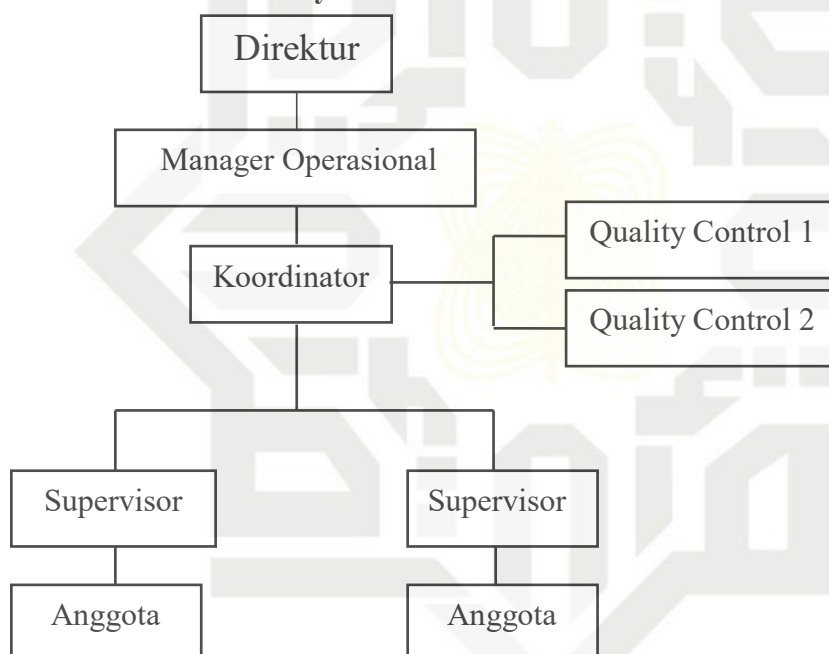 Direktur
Manager Operasional
Quality Control 1
Koordinator
Quality Control 2
Supervisor
Supervisor
Anggota
Anggota